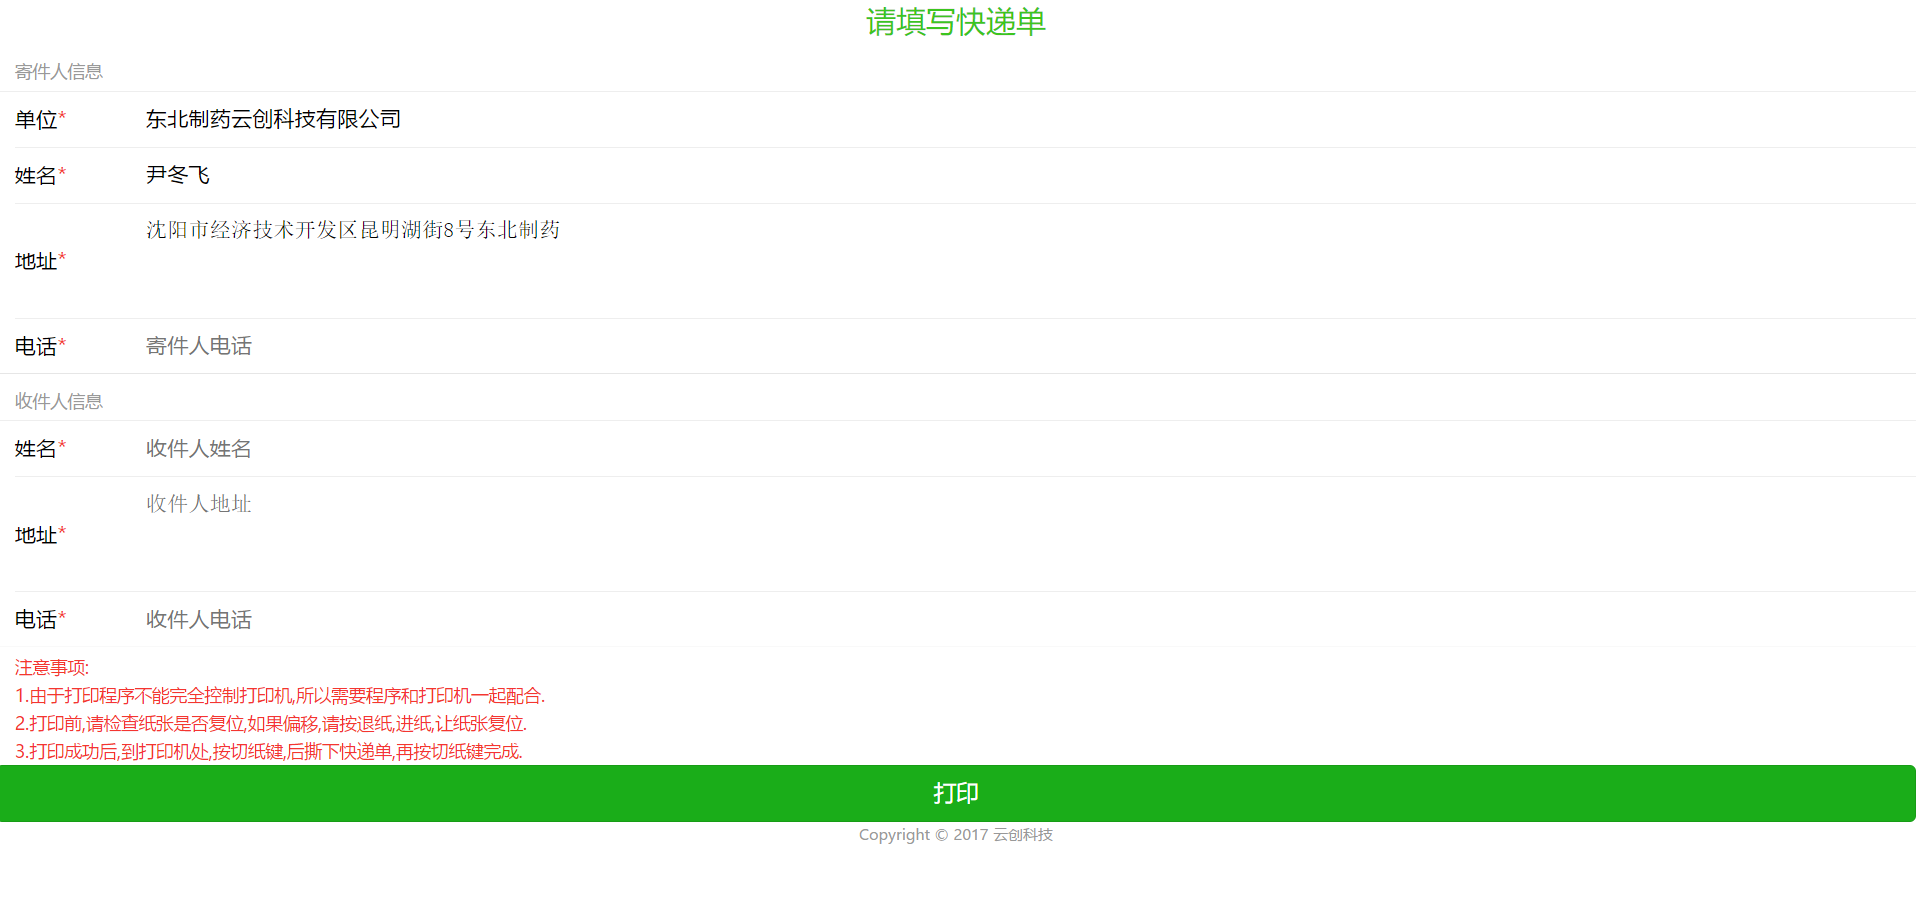 请填写快递单
寄件人信息
单位* 东北制药云创科技有限公司
姓名* 尹冬飞
地址* 沈阳市经济技术开发区昆明湖街8号东北制药
电话* 寄件人电话
收件人信息
姓名* 收件人姓名
地址* 收件人地址
电话* 收件人电话
注意事项:
1.由于打印程序不能完全控制打印机,所以需要程序和打印机一起配合.
2.打印前,请检查纸张是否复位,如果偏移,请按退纸,进纸,让纸张复位.
3.打印成功后,到打印机处,按切纸键,后撕下快递单,再按切纸键完成.
打印
Copyright © 2017 云创科技